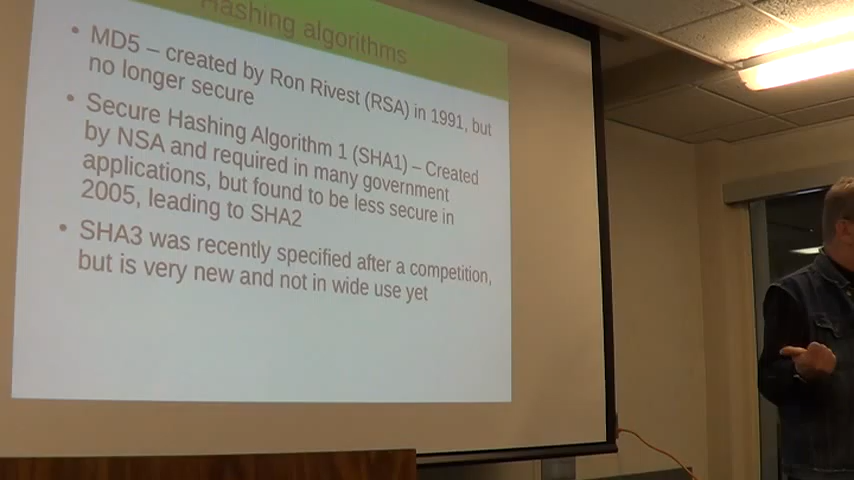 Hashing algorithms
• MD5 – created by Ron Rivest (RSA) in 1991, but
no longer secure
• Secure Hashing Algorithm 1 (SHA1) – Created
by NSA and required in many government
applications, but found to be less secure in
2005, leading to SHA2
• SHA3 was recently specified after a competition,
but is very new and not in wide use yet